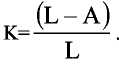 K=(L – A)/L .